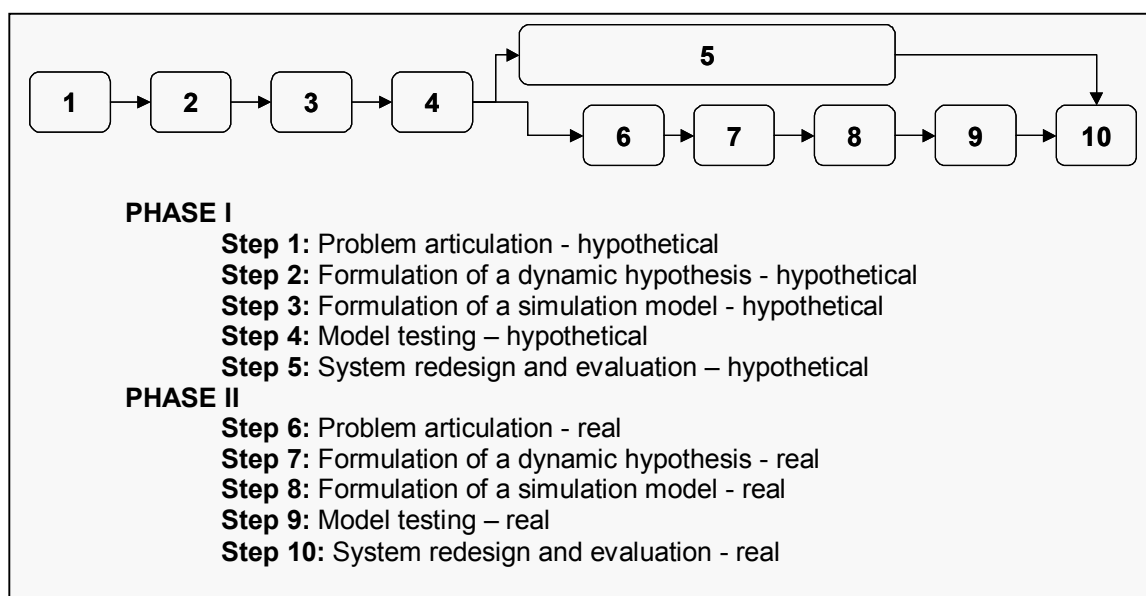 5
1 2 3 4
6 7 8 9 10
PHASE I
Step 1: Problem articulation - hypothetical
Step 2: Formulation of a dynamic hypothesis - hypothetical
Step 3: Formulation of a simulation model - hypothetical
Step 4: Model testing – hypothetical
Step 5: System redesign and evaluation – hypothetical
PHASE II
Step 6: Problem articulation - real
Step 7: Formulation of a dynamic hypothesis - real
Step 8: Formulation of a simulation model - real
Step 9: Model testing – real
Step 10: System redesign and evaluation - real